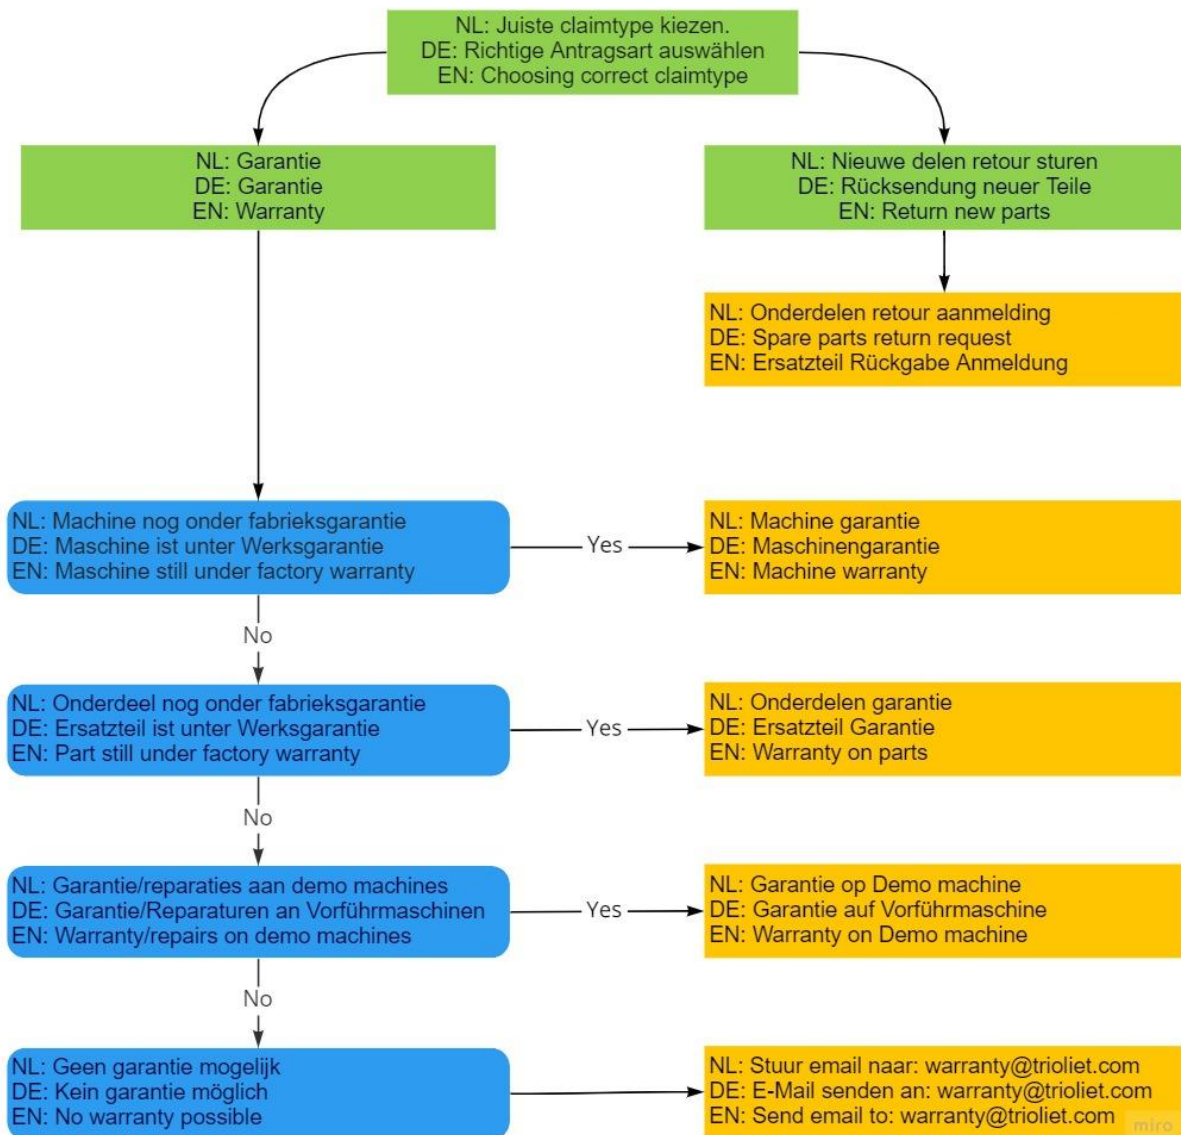 NL: Juiste claimtype kiezen.
DE: Richtige Antragsart auswählen
EN: Choosing correct claimtype
NL: Garantie
DE: Garantie
EN: Warranty
NL: Nieuwe delen retour sturen
DE: Rücksendung neuer Teile
EN: Return new parts
NL: Onderdelen retour aanmelding
DE: Spare parts return request
EN: Ersatzteil Rückgabe Anmeldung
NL: Machine nog onder fabrieksgarantie
DE: Maschine ist unter Werksgarantie
EN: Maschine still under factory warranty
Yes
NL: Machine garantie
DE: Maschinengarantie
EN: Machine warranty
No
NL: Onderdeel nog onder fabrieksgarantie
DE: Ersatzteil ist unter Werksgarantie
EN: Part still under factory warranty
Yes
NL: Onderdelen garantie
DE: Ersatzteil Garantie
EN: Warranty on parts
No
NL: Garantie/reparaties aan demo machines
DE: Garantie/Reparaturen an Vorführmaschinen
EN: Warranty/repairs on demo machines
Yes
NL: Garantie op Demo machine
DE: Garantie auf Vorführmaschine
EN: Warranty on Demo machine
No
NL: Geen garantie mogelijk
DE: Kein garantie möglich
EN: No warranty possible
NL: Stuur email naar: warranty@trioliet.com
DE: E-Mail senden an: warranty@trioliet.com
EN: Send email to: warranty@trioliet.com
miro